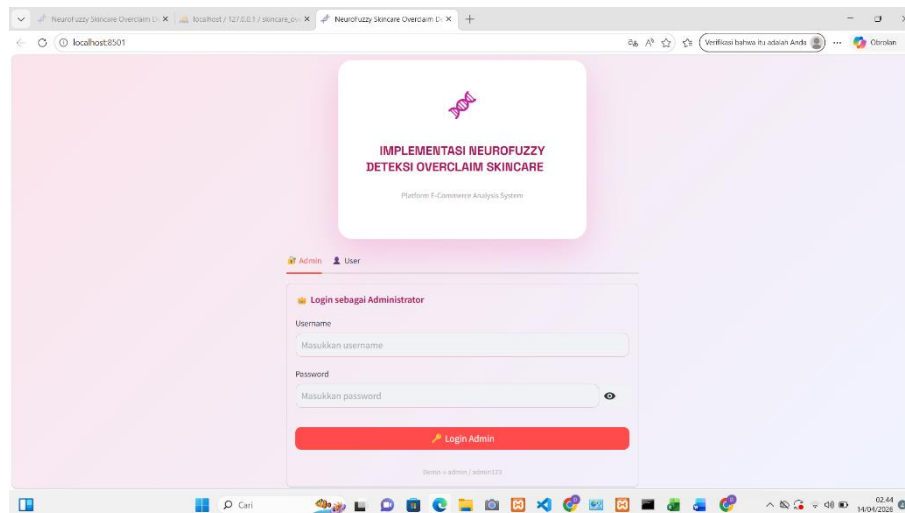 NeuroFuzzy Skincare Overclaim D
localhost / 127.0.0.1 / skincare_ov
NeuroFuzzy Skincare Overclaim D
localhost:8501
Verifikasi bahwa itu adalah Anda
Obrolan
IMPLEMENTASI NEUROFUZZY
DETEKSI OVERCLAIM SKINCARE
Platform E-Commerce Analysis System
Admin
User
Login sebagai Administrator
Username
Masukkan username
Password
Masukkan password
Login Admin
Demo → admin / admin123
Cari
02.44
14/04/2026